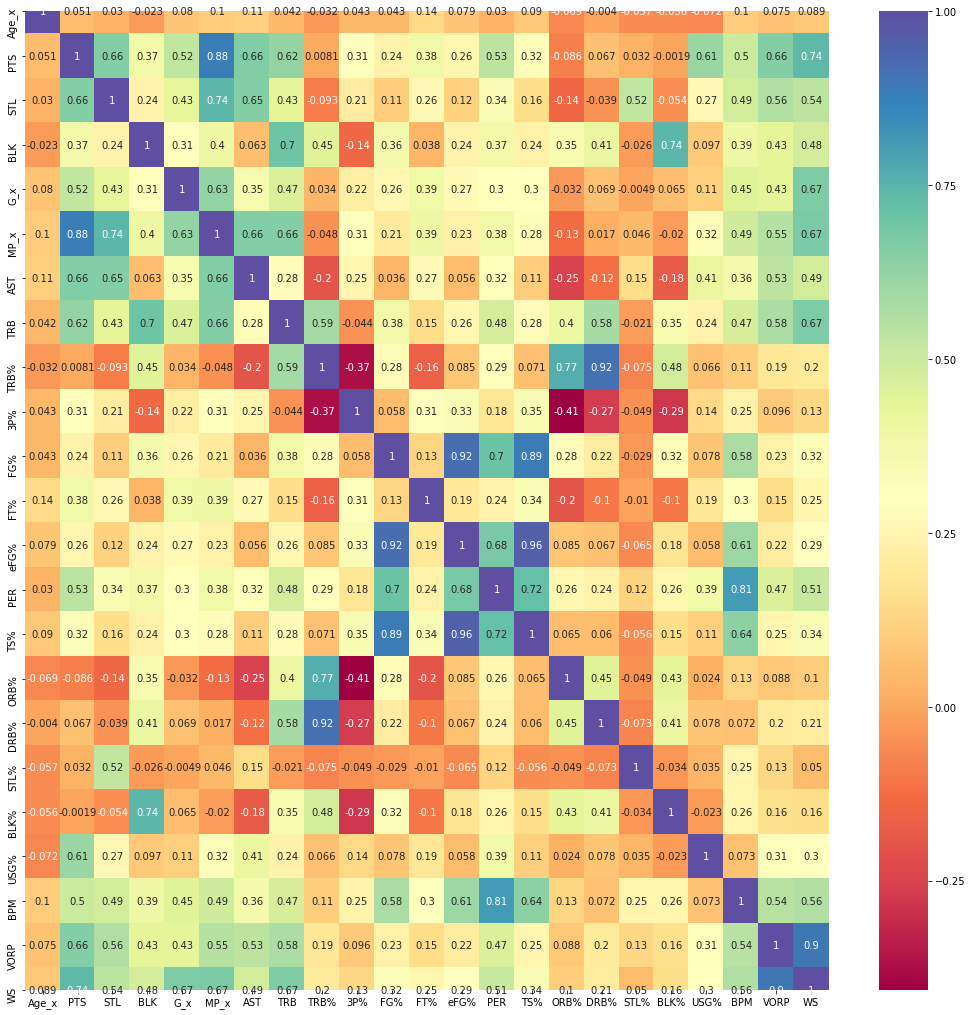 Age_x 1 0.051 0.03 -0.023 0.08 0.1 0.11 0.042 -0.032 0.043 0.043 0.14 0.079 0.03 0.09 -0.069 -0.004 -0.057 -0.056 -0.072 0.1 0.075 0.089
PTS 0.051 1 0.66 0.37 0.52 0.88 0.66 0.62 0.0081 0.31 0.24 0.38 0.26 0.53 0.32 -0.086 0.067 0.032 -0.0019 0.61 0.5 0.66 0.74
STL 0.03 0.66 1 0.24 0.43 0.74 0.65 0.43 -0.093 0.21 0.11 0.26 0.12 0.34 0.16 -0.14 -0.039 0.52 -0.054 0.27 0.49 0.56 0.54
BLK -0.023 0.37 0.24 1 0.31 0.4 0.063 0.7 0.45 -0.14 0.36 0.038 0.24 0.37 0.24 0.35 0.41 -0.026 0.74 0.097 0.39 0.43 0.48
G_x 0.08 0.52 0.43 0.31 1 0.63 0.35 0.47 0.034 0.22 0.26 0.39 0.27 0.3 0.3 -0.032 0.069 -0.0049 0.065 0.11 0.45 0.43 0.67
MP_x 0.1 0.88 0.74 0.4 0.63 1 0.66 0.66 -0.048 0.31 0.21 0.39 0.23 0.38 0.28 -0.13 0.017 0.046 -0.02 0.32 0.49 0.55 0.67
AST 0.11 0.66 0.65 0.063 0.35 0.66 1 0.28 -0.2 0.25 0.036 0.27 0.056 0.32 0.11 -0.25 -0.12 0.15 -0.18 0.41 0.36 0.53 0.49
TRB 0.042 0.62 0.43 0.7 0.47 0.66 0.28 1 0.59 -0.044 0.38 0.15 0.26 0.48 0.28 0.4 0.58 -0.021 0.35 0.24 0.47 0.58 0.67
TRB% -0.032 0.0081 -0.093 0.45 0.034 -0.048 -0.2 0.59 1 -0.37 0.28 -0.16 0.085 0.29 0.071 0.77 0.92 -0.075 0.48 0.066 0.11 0.19 0.2
3P% 0.043 0.31 0.21 -0.14 0.22 0.31 0.25 -0.044 -0.37 1 0.058 0.31 0.33 0.18 0.35 -0.41 -0.27 -0.049 -0.29 0.14 0.25 0.096 0.13
FG% 0.043 0.24 0.11 0.36 0.26 0.21 0.036 0.38 0.28 0.058 1 0.13 0.92 0.7 0.89 0.28 0.22 -0.029 0.32 0.078 0.58 0.23 0.32
FT% 0.14 0.38 0.26 0.038 0.39 0.39 0.27 0.15 -0.16 0.31 0.13 1 0.19 0.24 0.34 -0.2 -0.1 -0.01 -0.1 0.19 0.3 0.15 0.25
eFG% 0.079 0.26 0.12 0.24 0.27 0.23 0.056 0.26 0.085 0.33 0.92 0.19 1 0.68 0.96 0.085 0.067 -0.065 0.18 0.058 0.61 0.22 0.29
PER 0.03 0.53 0.34 0.37 0.3 0.38 0.32 0.48 0.29 0.18 0.7 0.24 0.68 1 0.72 0.26 0.24 0.12 0.26 0.39 0.81 0.47 0.51
TS% 0.09 0.32 0.16 0.24 0.3 0.28 0.11 0.28 0.071 0.35 0.89 0.34 0.96 0.72 1 0.065 0.06 -0.056 0.15 0.11 0.64 0.25 0.34
ORB% -0.069 -0.086 -0.14 0.35 -0.032 -0.13 -0.25 0.4 0.77 -0.41 0.28 -0.2 0.085 0.26 0.065 1 0.45 -0.049 0.43 0.024 0.13 0.088 0.1
DRB% -0.004 0.067 -0.039 0.41 0.069 0.017 -0.12 0.58 0.92 -0.27 0.22 -0.1 0.067 0.24 0.06 0.45 1 -0.073 0.41 0.078 0.072 0.2 0.21
STL% -0.057 0.032 0.52 -0.026 -0.0049 0.046 0.15 -0.021 -0.075 -0.049 -0.029 -0.01 -0.065 0.12 -0.056 -0.049 -0.073 1 -0.034 0.035 0.25 0.13 0.05
BLK% -0.056 -0.0019 -0.054 0.74 0.065 -0.02 -0.18 0.35 0.48 -0.29 0.32 -0.1 0.18 0.26 0.15 0.43 0.41 -0.034 1 -0.023 0.26 0.16 0.16
USG% -0.072 0.61 0.27 0.097 0.11 0.32 0.41 0.24 0.066 0.14 0.078 0.19 0.058 0.39 0.11 0.024 0.078 0.035 -0.023 1 0.073 0.31 0.3
BPM 0.1 0.5 0.49 0.39 0.45 0.49 0.36 0.47 0.11 0.25 0.58 0.3 0.61 0.81 0.64 0.13 0.072 0.25 0.26 0.073 1 0.54 0.56
VORP 0.075 0.66 0.56 0.43 0.43 0.55 0.53 0.58 0.19 0.096 0.23 0.15 0.22 0.47 0.25 0.088 0.2 0.13 0.16 0.31 0.54 1 0.9
WS 0.089 0.74 0.54 0.48 0.67 0.67 0.49 0.67 0.2 0.13 0.32 0.25 0.29 0.51 0.34 0.1 0.21 0.05 0.16 0.3 0.56 0.9 1
Age_x PTS STL BLK G_x MP_x AST TRB TRB% 3P% FG% FT% eFG% PER TS% ORB% DRB% STL% BLK% USG% BPM VORP WS
1.00
0.75
0.50
0.25
0.00
−0.25